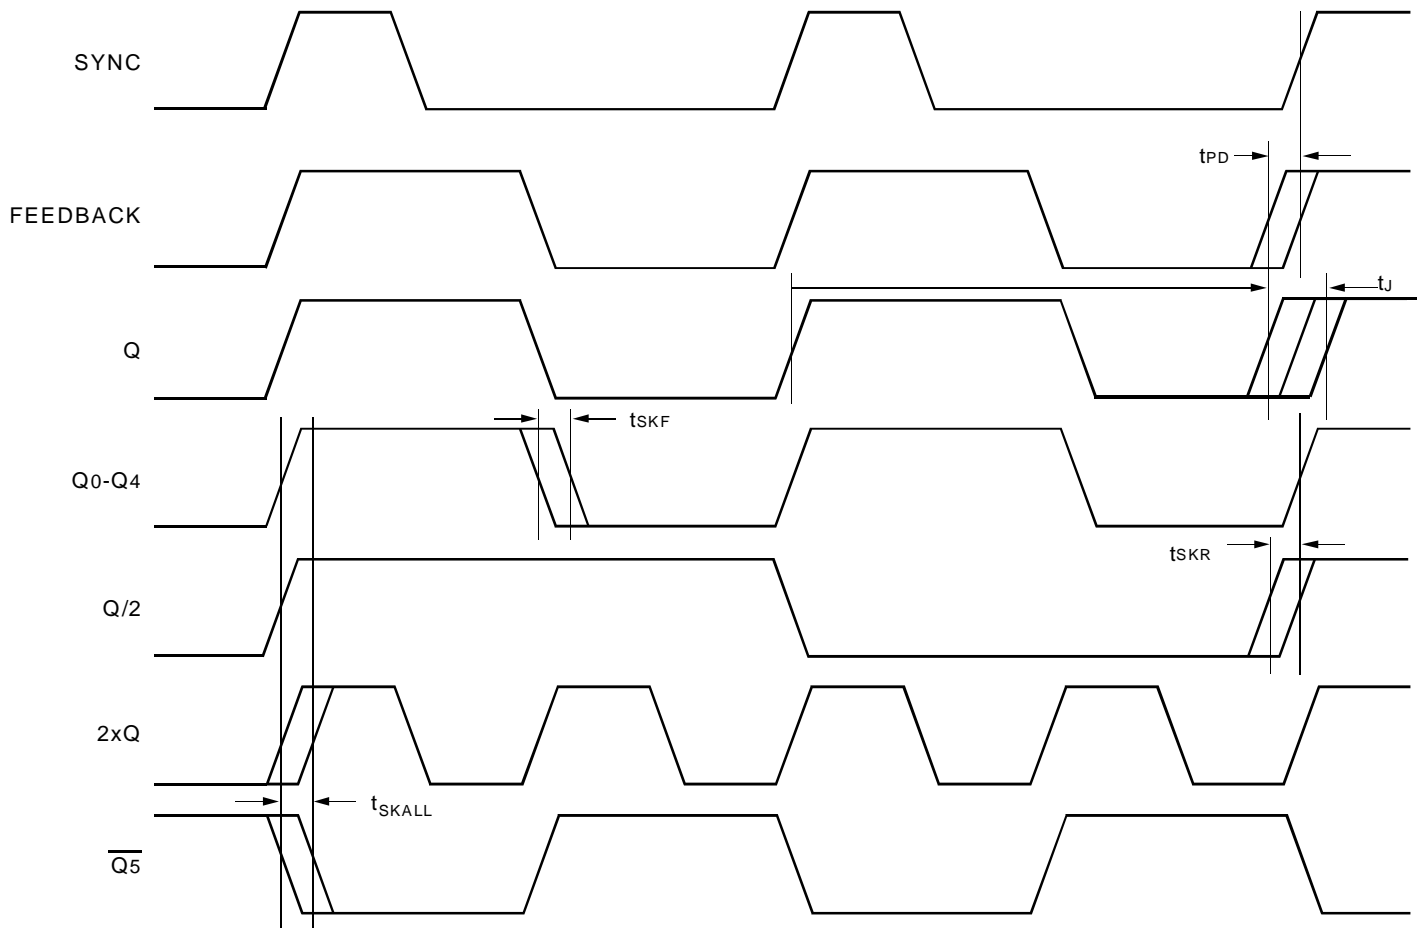 SYNC
tPD
FEEDBACK
tJ
Q
tSKF
Q0-Q4
tSKR
Q/2
2xQ
tSKALL
Q5